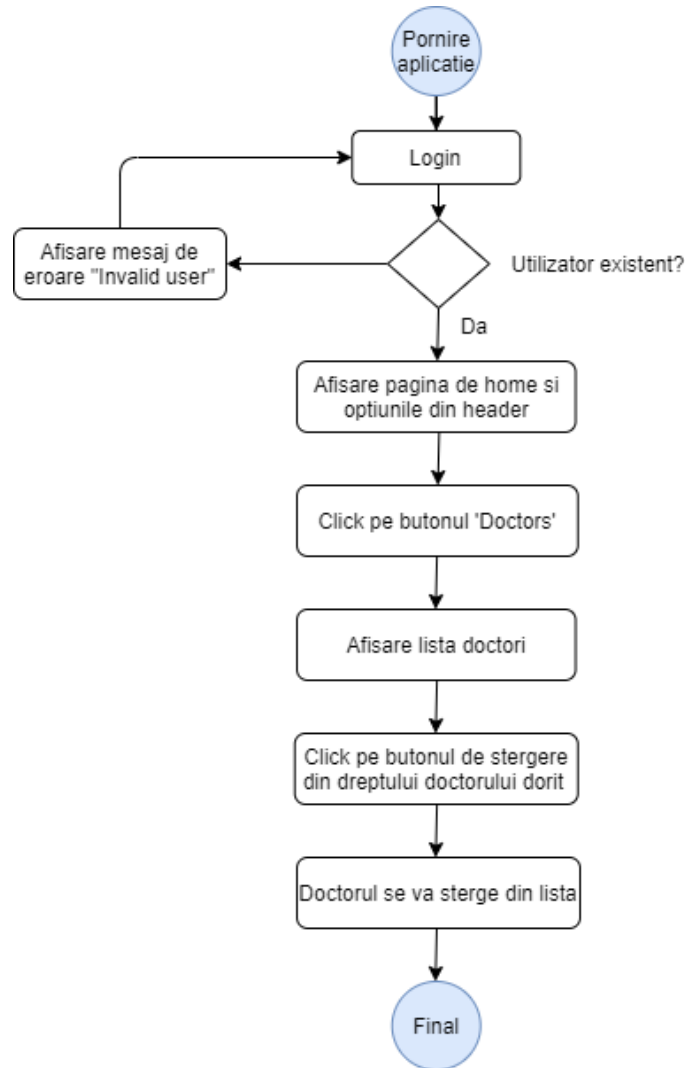 Pornire
aplicatie
Login
Afisare mesaj de
eroare "Invalid user"
Utilizator existent?
Da
Afisare pagina de home si
optiunile din header
Click pe butonul 'Doctors'
Afisare lista doctori
Click pe butonul de stergere
din dreptului doctorului dorit
Doctorul se va sterge din lista
Final